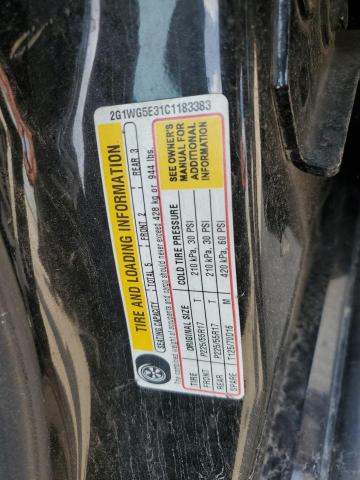 2G1WG5E31C1183383
TIRE AND LOADING INFORMATION
SEATING CAPACITY TOTAL 5 FRONT 2 REAR 3
The combined weight of occupants and cargo should never exceed 428 kg or 944 lbs.
TIRE ORIGINAL SIZE COLD TIRE PRESSURE
FRONT P225/55R17 T 210 kPa, 30 PSI
REAR P225/55R17 T 210 kPa, 30 PSI
SPARE T125/70D16 M 420 kPa, 60 PSI
SEE OWNER'S
MANUAL FOR
ADDITIONAL
INFORMATION